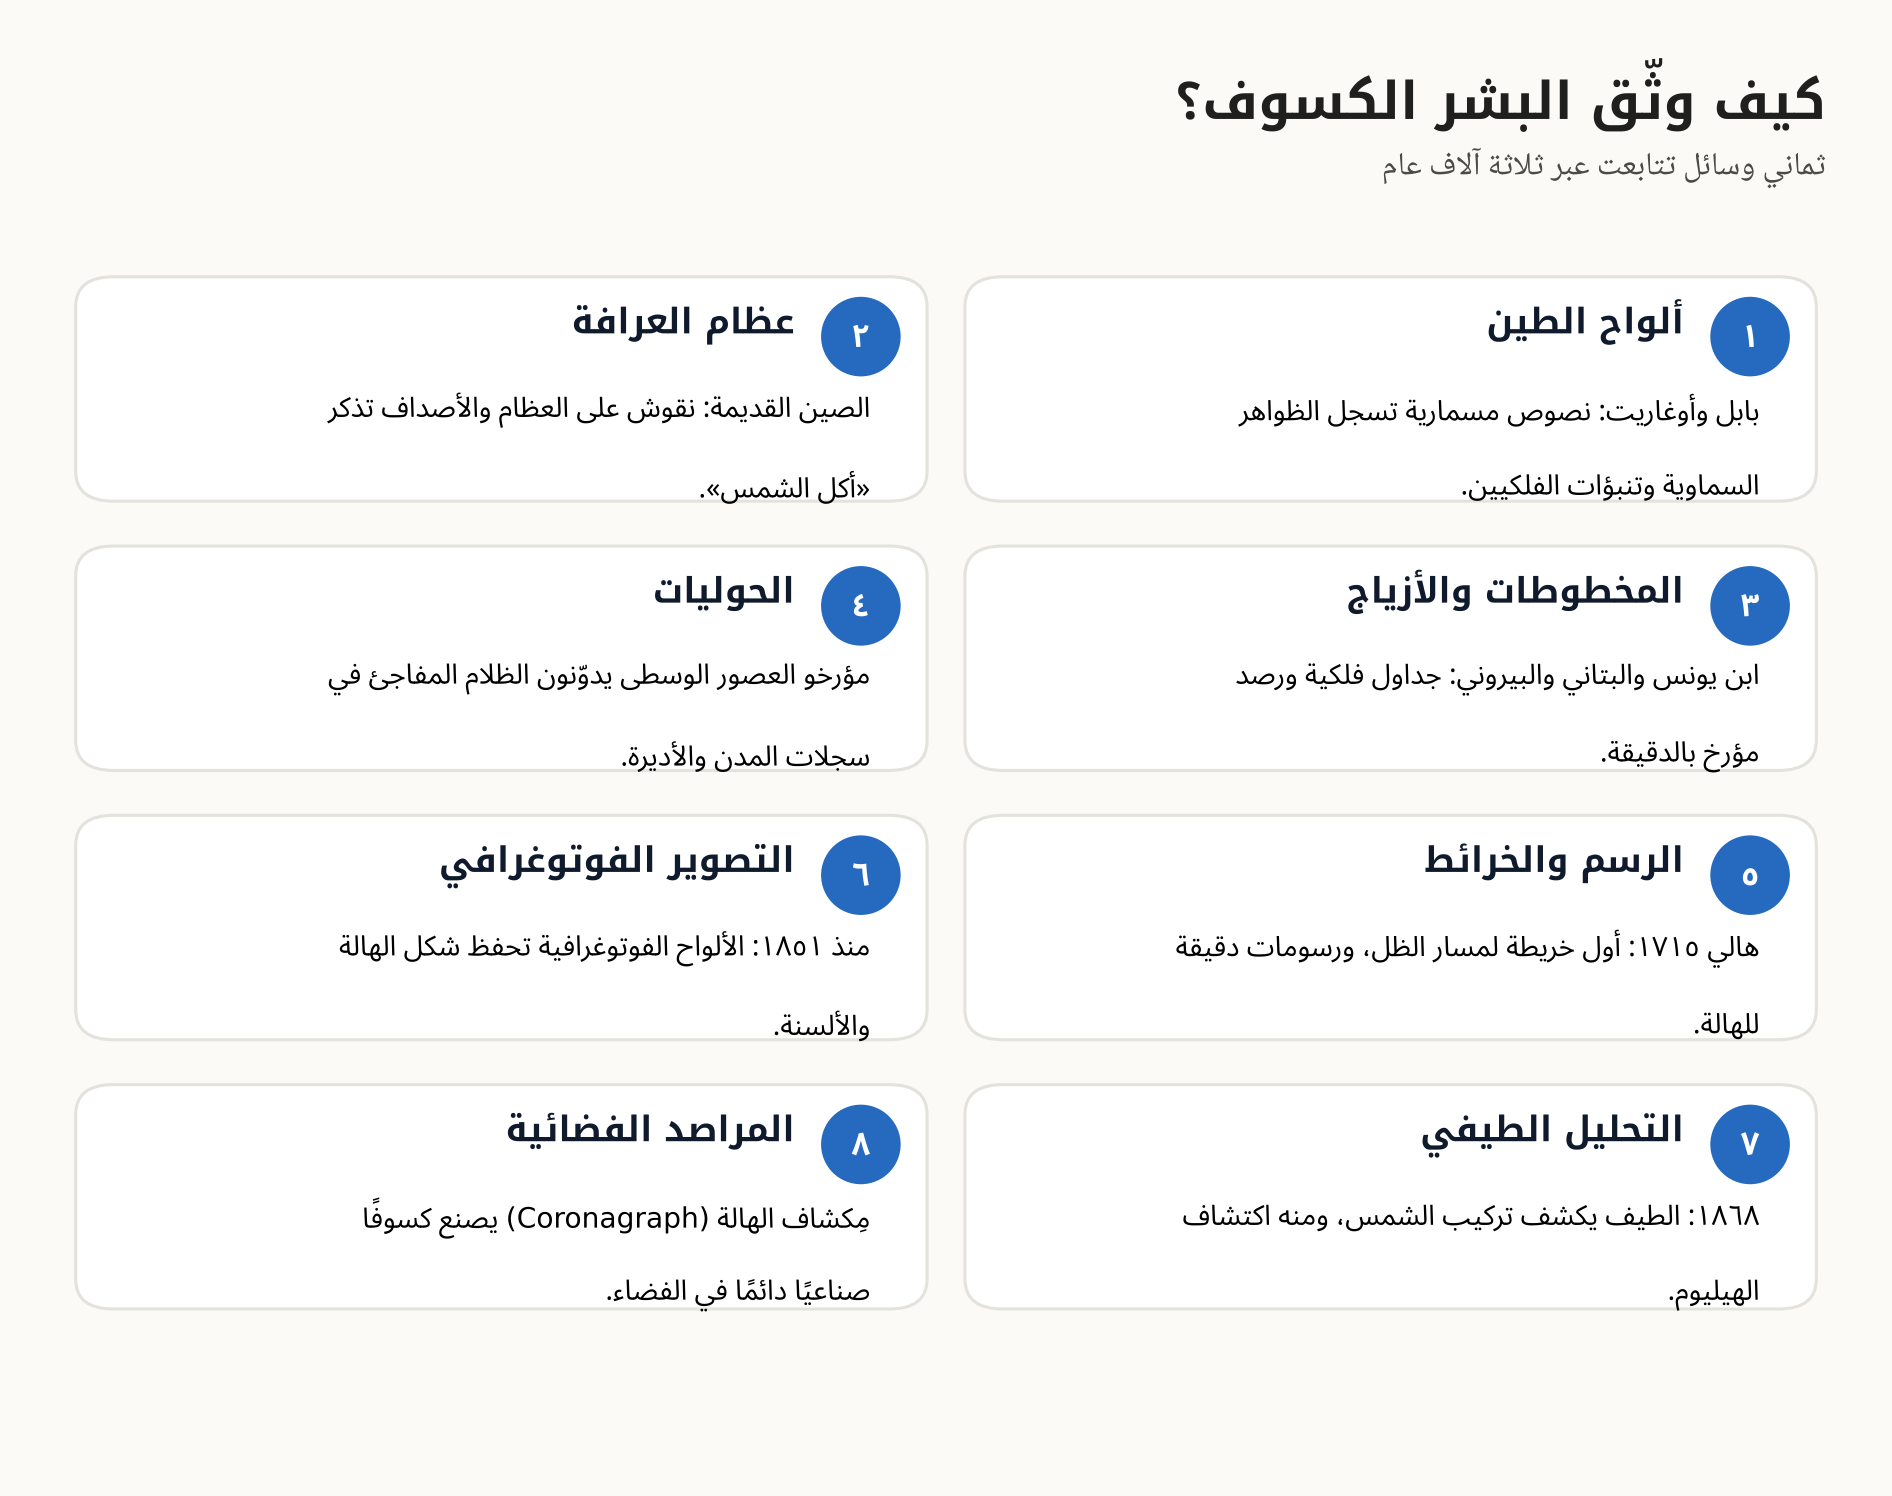 كيف وثّق البشر الكسوف؟
ثماني وسائل تتابعت عبر ثلاثة آلاف عام
١
ألواح الطين
بابل وأوغاريت: نصوص مسمارية تسجل الظواهر
السماوية وتنبؤات الفلكيين.
٢
عظام العرافة
الصين القديمة: نقوش على العظام والأصداف تذكر
«أكل الشمس».
٣
المخطوطات والأزياج
ابن يونس والبتاني والبيروني: جداول فلكية ورصد
مؤرخ بالدقيقة.
٤
الحوليات
مؤرخو العصور الوسطى يدوّنون الظلام المفاجئ في
سجلات المدن والأديرة.
٥
الرسم والخرائط
هالي ١٧١٥: أول خريطة لمسار الظل، ورسومات دقيقة
للهالة.
٦
التصوير الفوتوغرافي
منذ ١٨٥١: الألواح الفوتوغرافية تحفظ شكل الهالة
والألسنة.
٧
التحليل الطيفي
١٨٦٨: الطيف يكشف تركيب الشمس، ومنه اكتشاف
الهيليوم.
٨
المراصد الفضائية
مِكشاف الهالة (Coronagraph) يصنع كسوفًا
صناعيًا دائمًا في الفضاء.